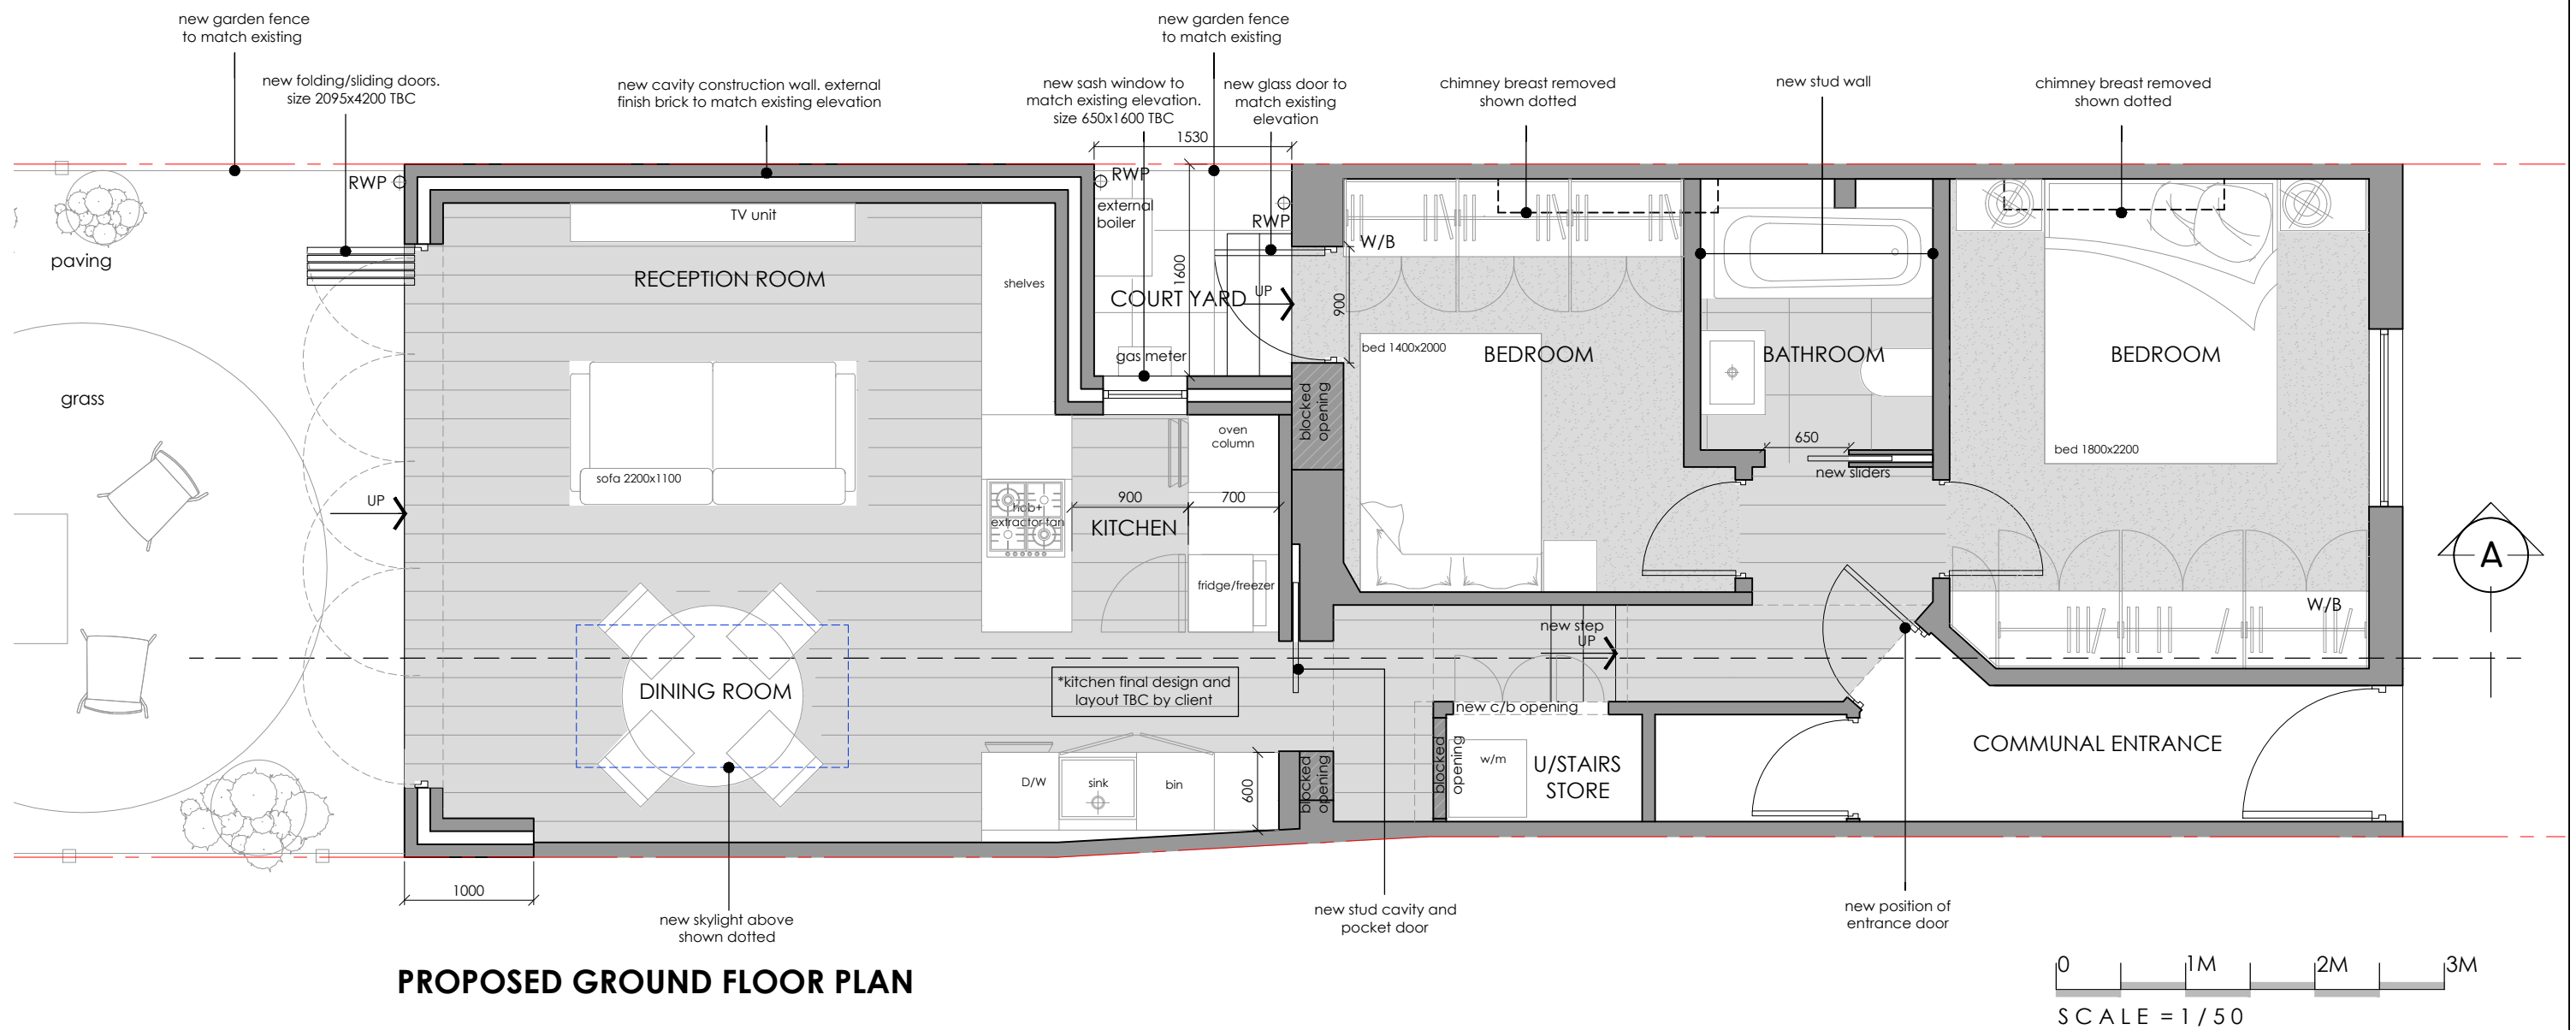 new garden fence
to match existing
new folding/sliding doors.
size 2095x4200 TBC
new cavity construction wall. external
finish brick to match existing elevation
new sash window to
match existing elevation.
size 650x1600 TBC
new garden fence
to match existing
new glass door to
match existing
elevation
chimney breast removed
shown dotted
new stud wall
chimney breast removed
shown dotted
1530
RWP
RWP
RWP
external
boiler
TV unit
W/B
paving
RECEPTION ROOM
shelves
1600
COURT YARD
UP
900
gas meter
bed 1400x2000
BEDROOM
BATHROOM
BEDROOM
grass
blocked
opening
oven
column
650
new sliders
bed 1800x2200
sofa 2200x1100
UP
900
700
hob+
extractor fan
KITCHEN
A
fridge/freezer
W/B
new step
UP
*kitchen final design and
layout TBC by client
DINING ROOM
new c/b opening
blocked
opening
blocked
opening
w/m
U/STAIRS
STORE
COMMUNAL ENTRANCE
D/W
sink
bin
600
1000
new skylight above
shown dotted
new stud cavity and
pocket door
new position of
entrance door
PROPOSED GROUND FLOOR PLAN
0
1M
2M
3M
SCALE = 1/50